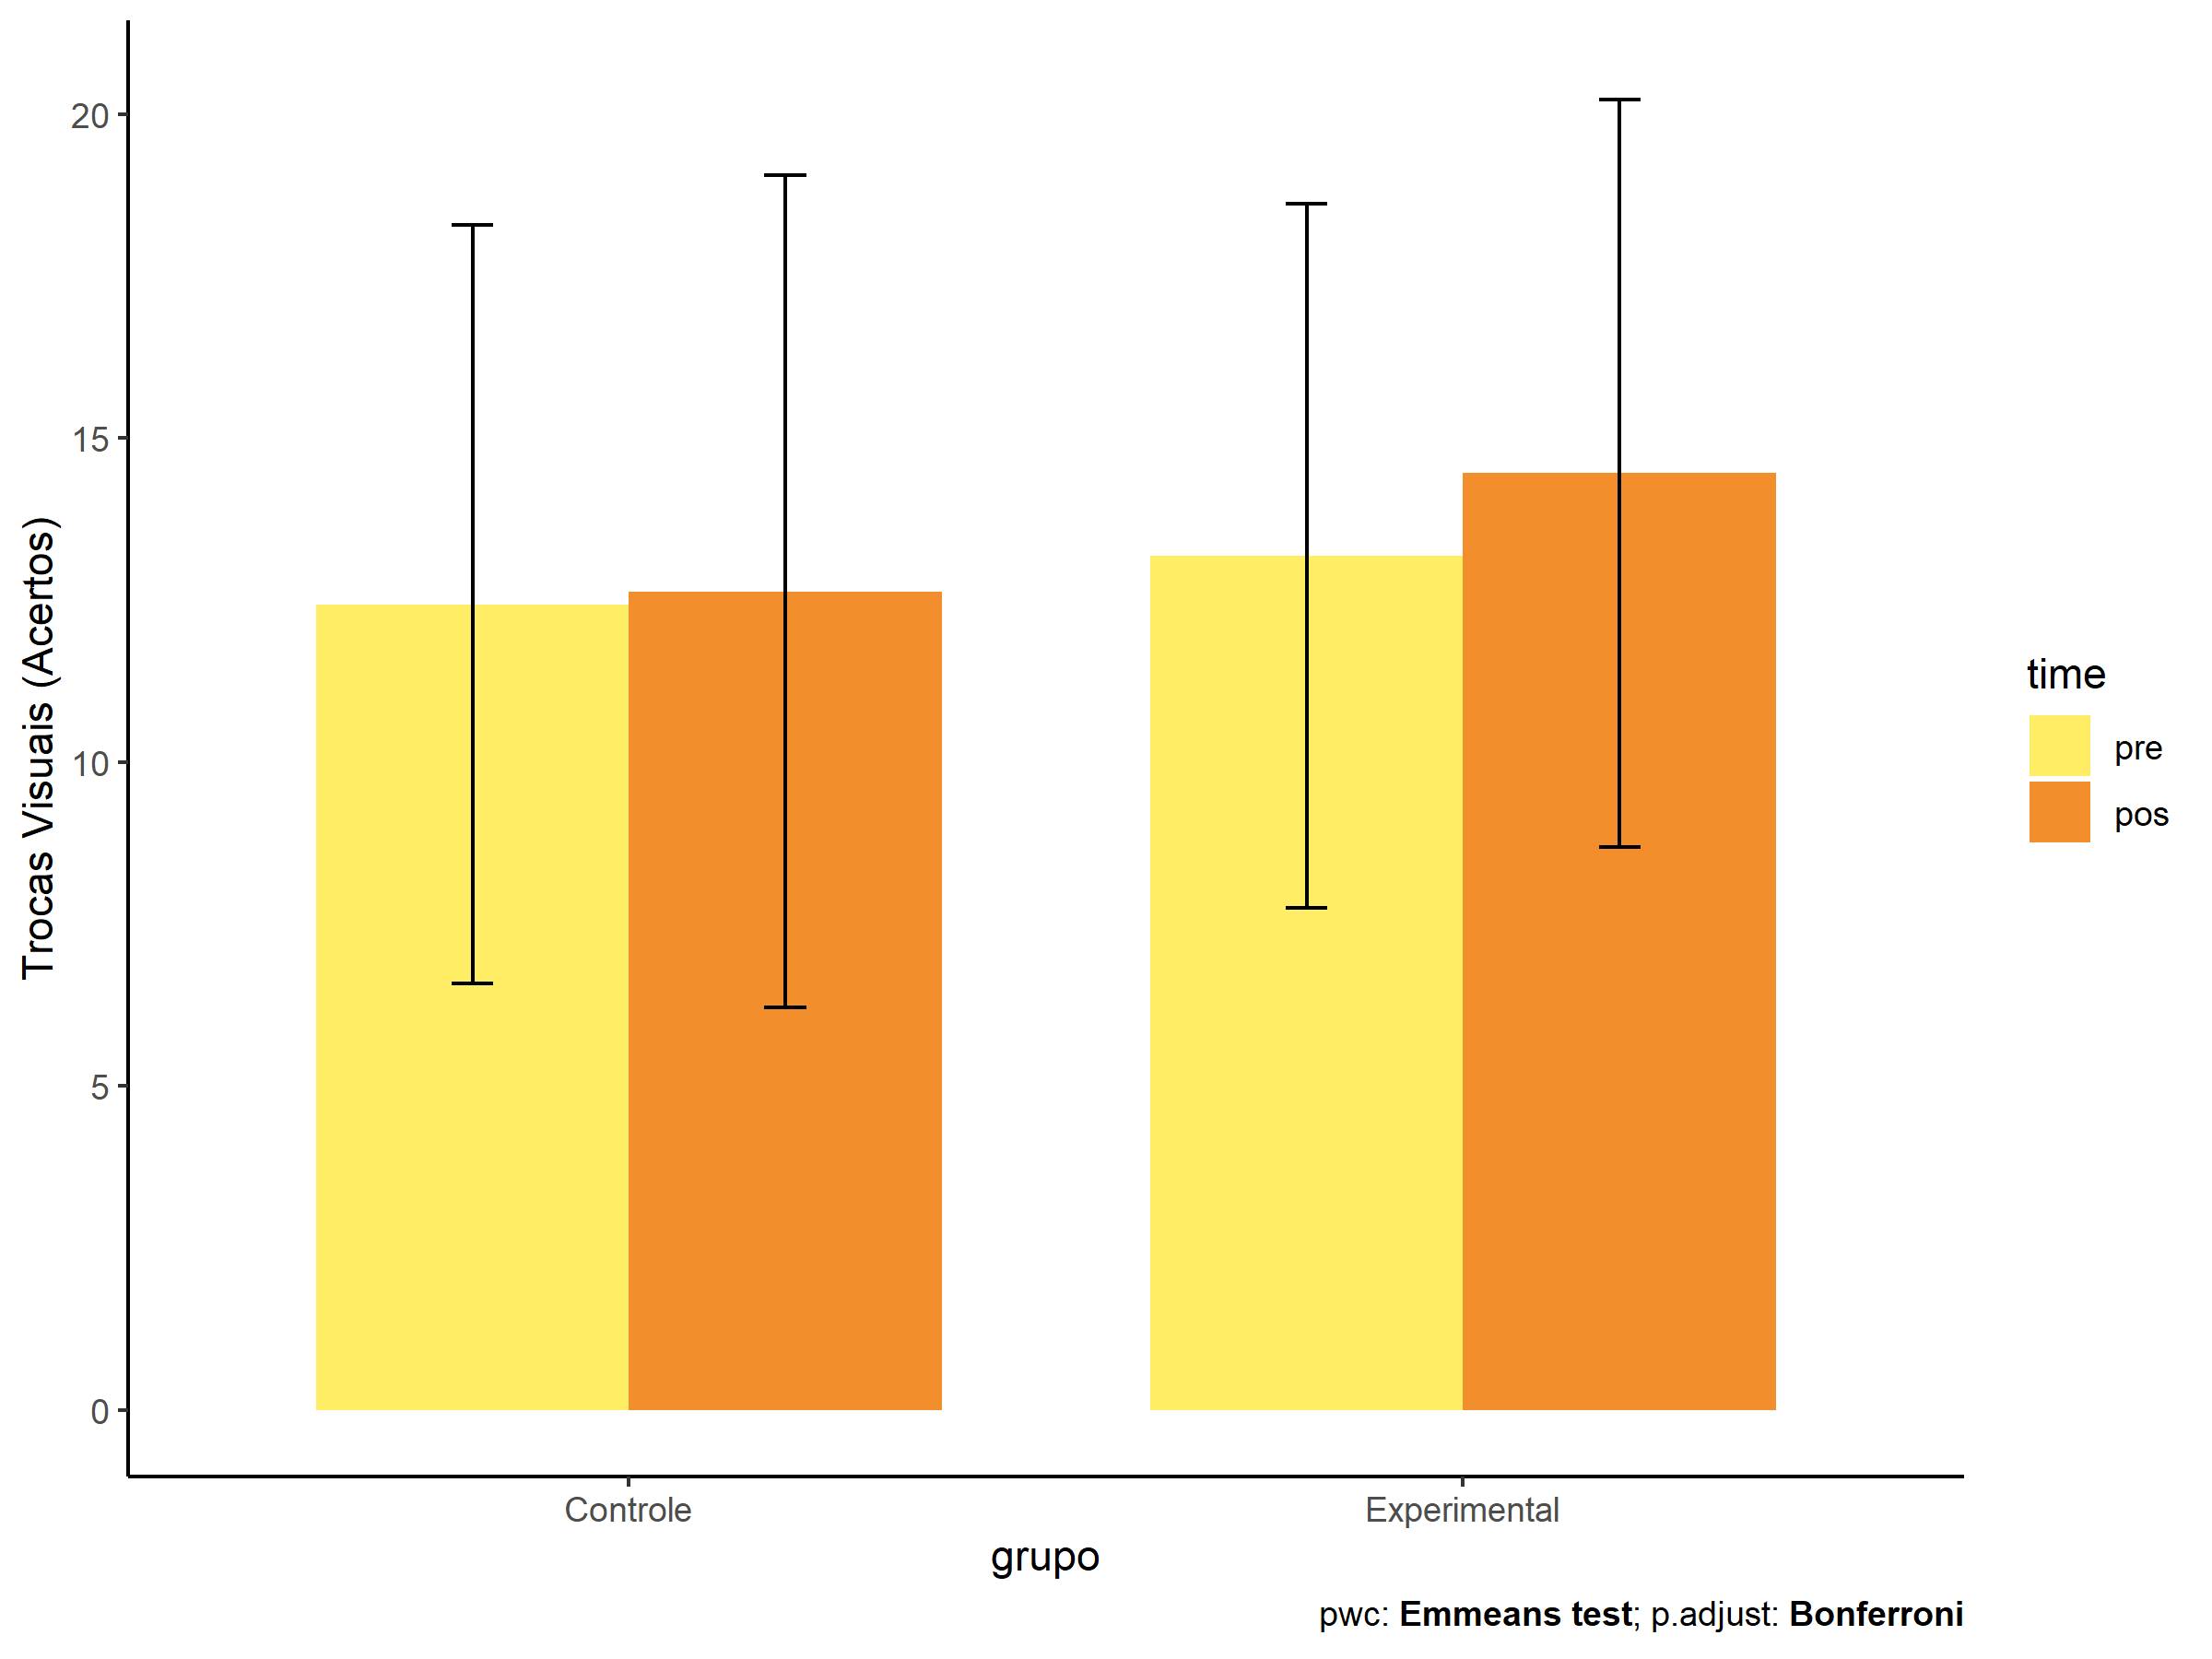 20
15
10
5
0
Trocas Visuais (Acertos)
Controle
Experimental
grupo
time
pre
pos
pwc: Emmeans test; p.adjust: Bonferroni